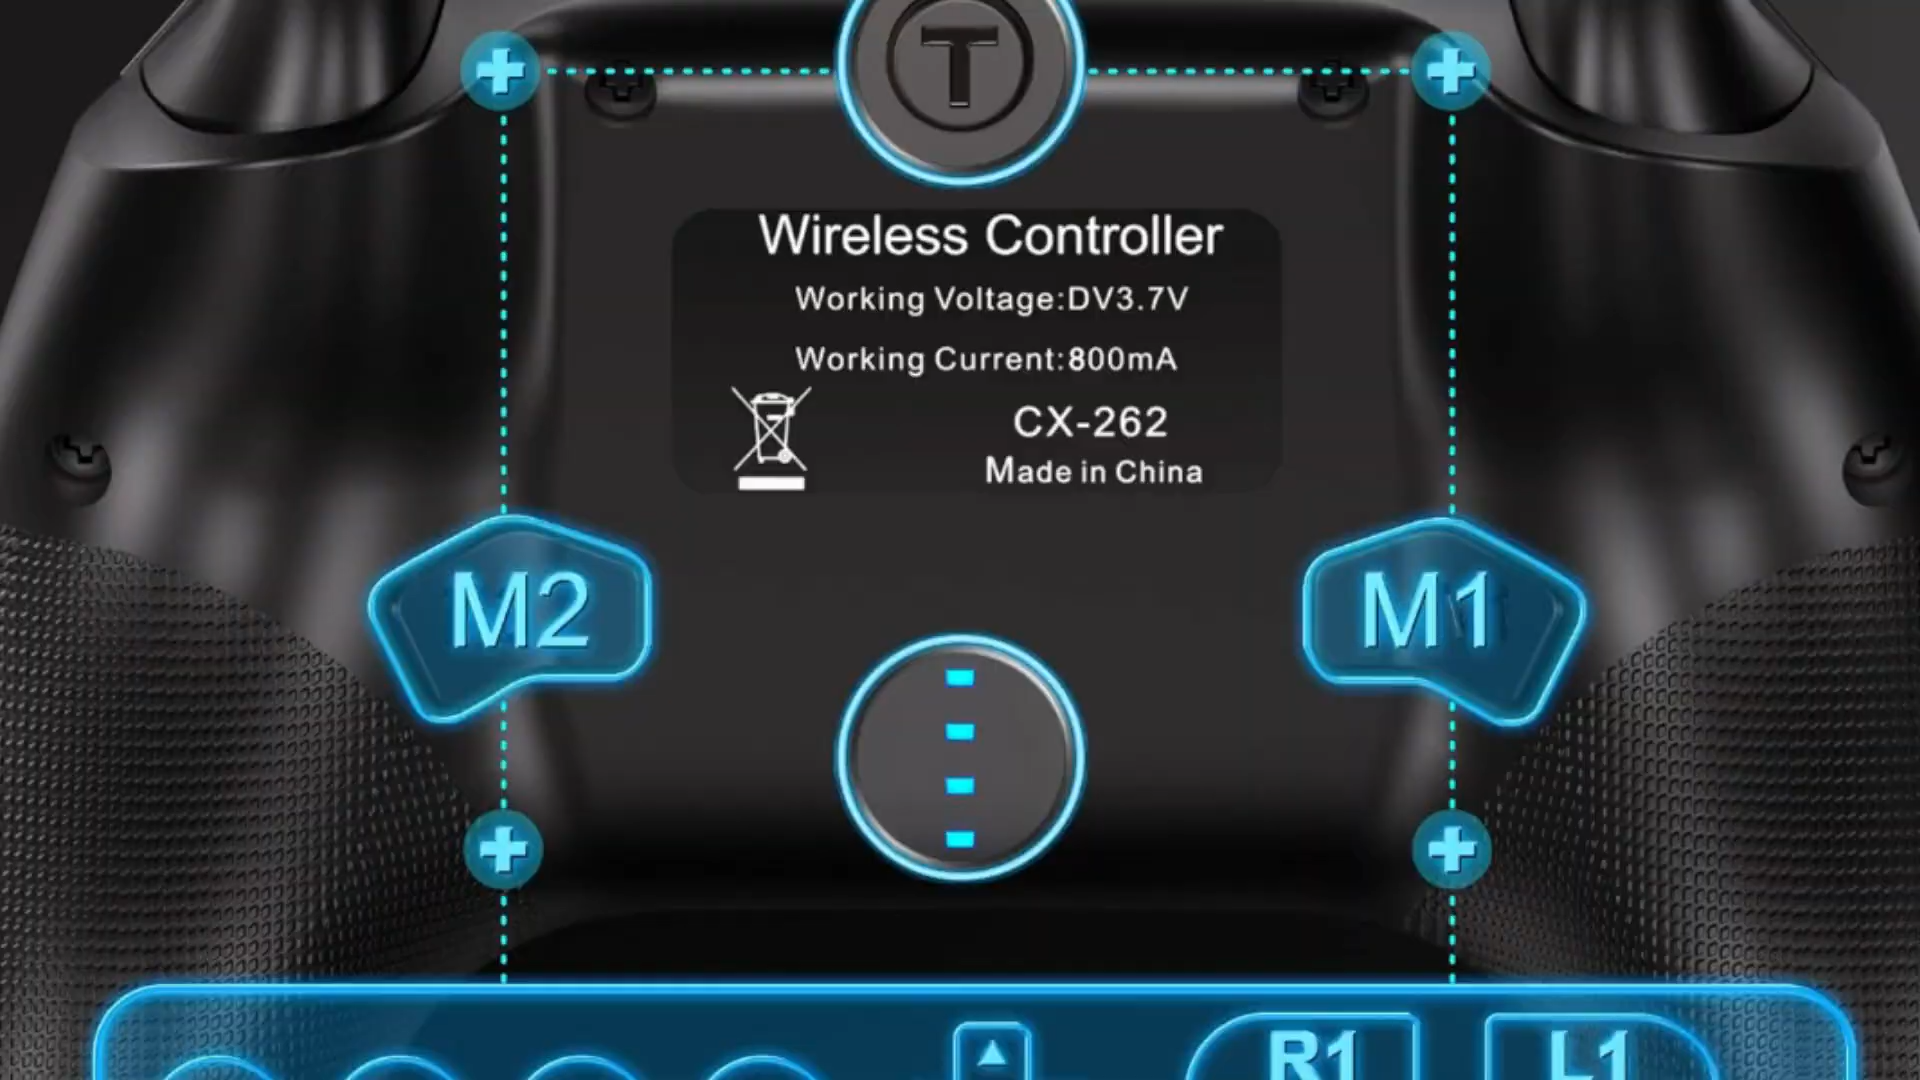 T
Wireless Controller
Working Voltage:DV3.7V
Working Current:800mA
CX-262
Made in China
M2
M1
R1
L1